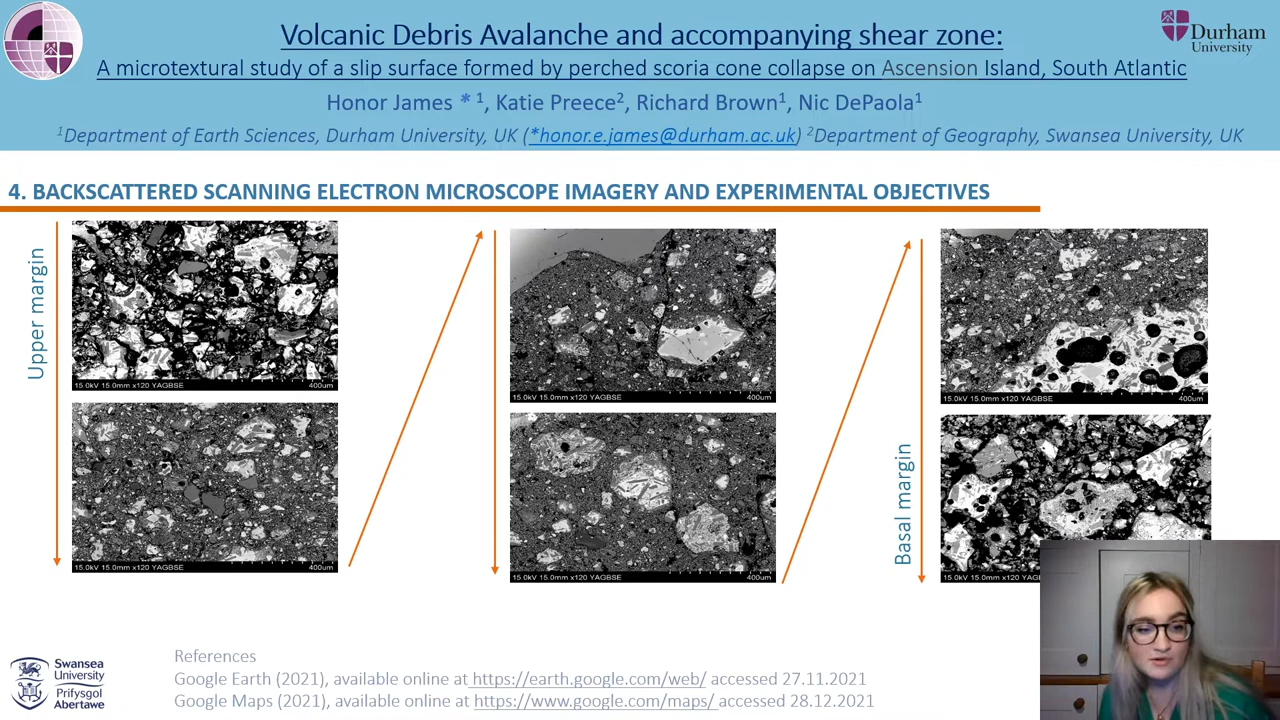 Volcanic Debris Avalanche and accompanying shear zone:
A microtextural study of a slip surface formed by perched scoria cone collapse on Ascension Island, South Atlantic
Honor James * 1, Katie Preece2, Richard Brown1, Nic DePaola1
1Department of Earth Sciences, Durham University, UK (*honor.e.james@durham.ac.uk) 2Department of Geography, Swansea University, UK
Durham
University
4. BACKSCATTERED SCANNING ELECTRON MICROSCOPE IMAGERY AND EXPERIMENTAL OBJECTIVES
Upper margin
15.0kV 15.0mm x120 YAGBSE 400um
15.0kV 15.0mm x120 YAGBSE 400um
15.0kV 15.0mm x120 YAGBSE 400um
15.0kV 15.0mm x120 YAGBSE 400um
15.0kV 15.0mm x120 YAGBSE 400um
Basal margin
15.0kV 15.0mm x120 YAG
Swansea
University
Prifysgol
Abertawe
References
Google Earth (2021), available online at https://earth.google.com/web/ accessed 27.11.2021
Google Maps (2021), available online at https://www.google.com/maps/ accessed 28.12.2021